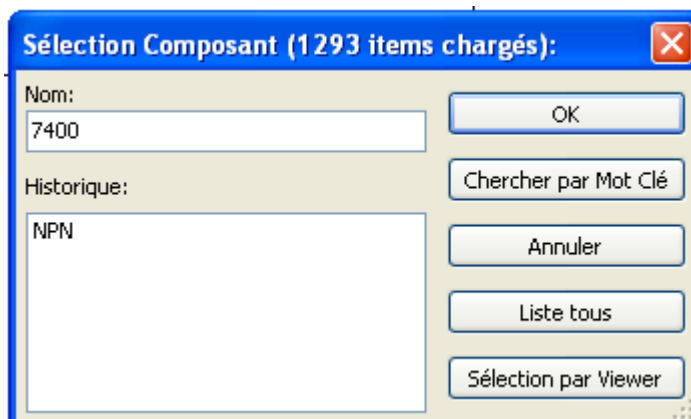 Sélection Composant (1293 items chargés):
Nom:
7400
OK
Chercher par Mot Clé
Historique:
NPN
Annuler
Liste tous
Sélection par Viewer